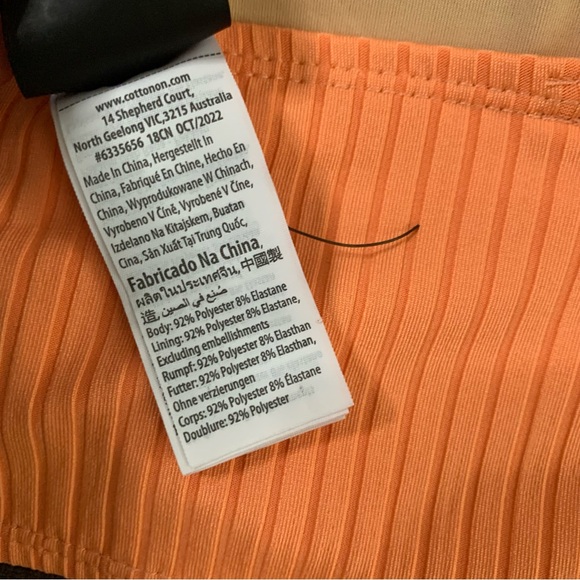 www.cottonon.com
14 Shepherd Court,
North Geelong VIC,3215 Australia
#6335656 18CN OCT/2022
Made In China, Hergestellt In
China, Fabriqué En Chine, Hecho En
China, Wyprodukowane W Chinach,
Vyrobeno V Číně, Vyrobené V Číne,
Izdelano Na Kitajskem, Buatan
Cina, Sản Xuất Tại Trung Quốc,
Fabricado Na China,
ผลิตในประเทศจีน, 中國製
造, صُنع في الصين
Body: 92% Polyester 8% Elastane
Lining: 92% Polyester 8% Elastane
Excluding embellishments
Rumpf: 92% Polyester 8% Elasthan
Futter: 92% Polyester 8% Elasthan,
Ohne verzierungen
Corps: 92% Polyester 8% Élastane
Doublure: 92% Polyester